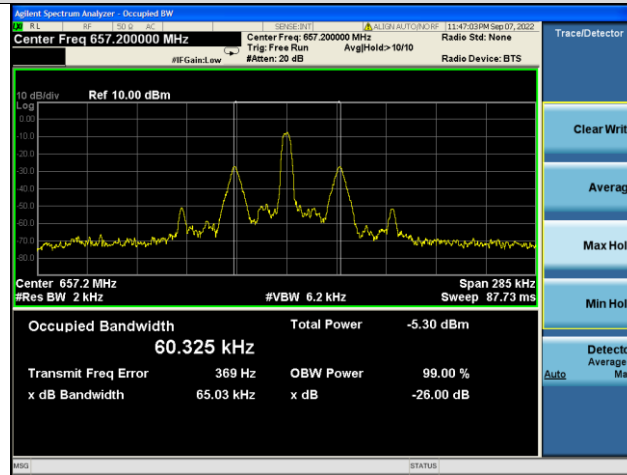 Agilent Spectrum Analyzer - Occupied BW
RL RF 50 Ω AC SENSE:INT ALIGN AUTO/NO RF 11:47:03PM Sep 07, 2022
Center Freq 657.200000 MHz
Center Freq: 657.200000 MHz
Radio Std: None
Trig: Free Run Avg|Hold:> 10/10
#IFGain:Low
#Atten: 20 dB
Radio Device: BTS
10 dB/div Ref 10.00 dBm
Log
0.00
-10.0
-20.0
-30.0
-40.0
-50.0
-60.0
-70.0
-80.0
Center 657.2 MHz
Span 285 kHz
#Res BW 2 kHz
#VBW 6.2 kHz
Sweep 87.73 ms
Occupied Bandwidth
60.325 kHz
Total Power -5.30 dBm
Transmit Freq Error 369 Hz OBW Power 99.00 %
x dB Bandwidth 65.03 kHz x dB -26.00 dB
MSG
STATUS
Trace/Detector
Clear Writ
Averag
Max Hol
Min Hol
Detecto
Average
Auto Ma